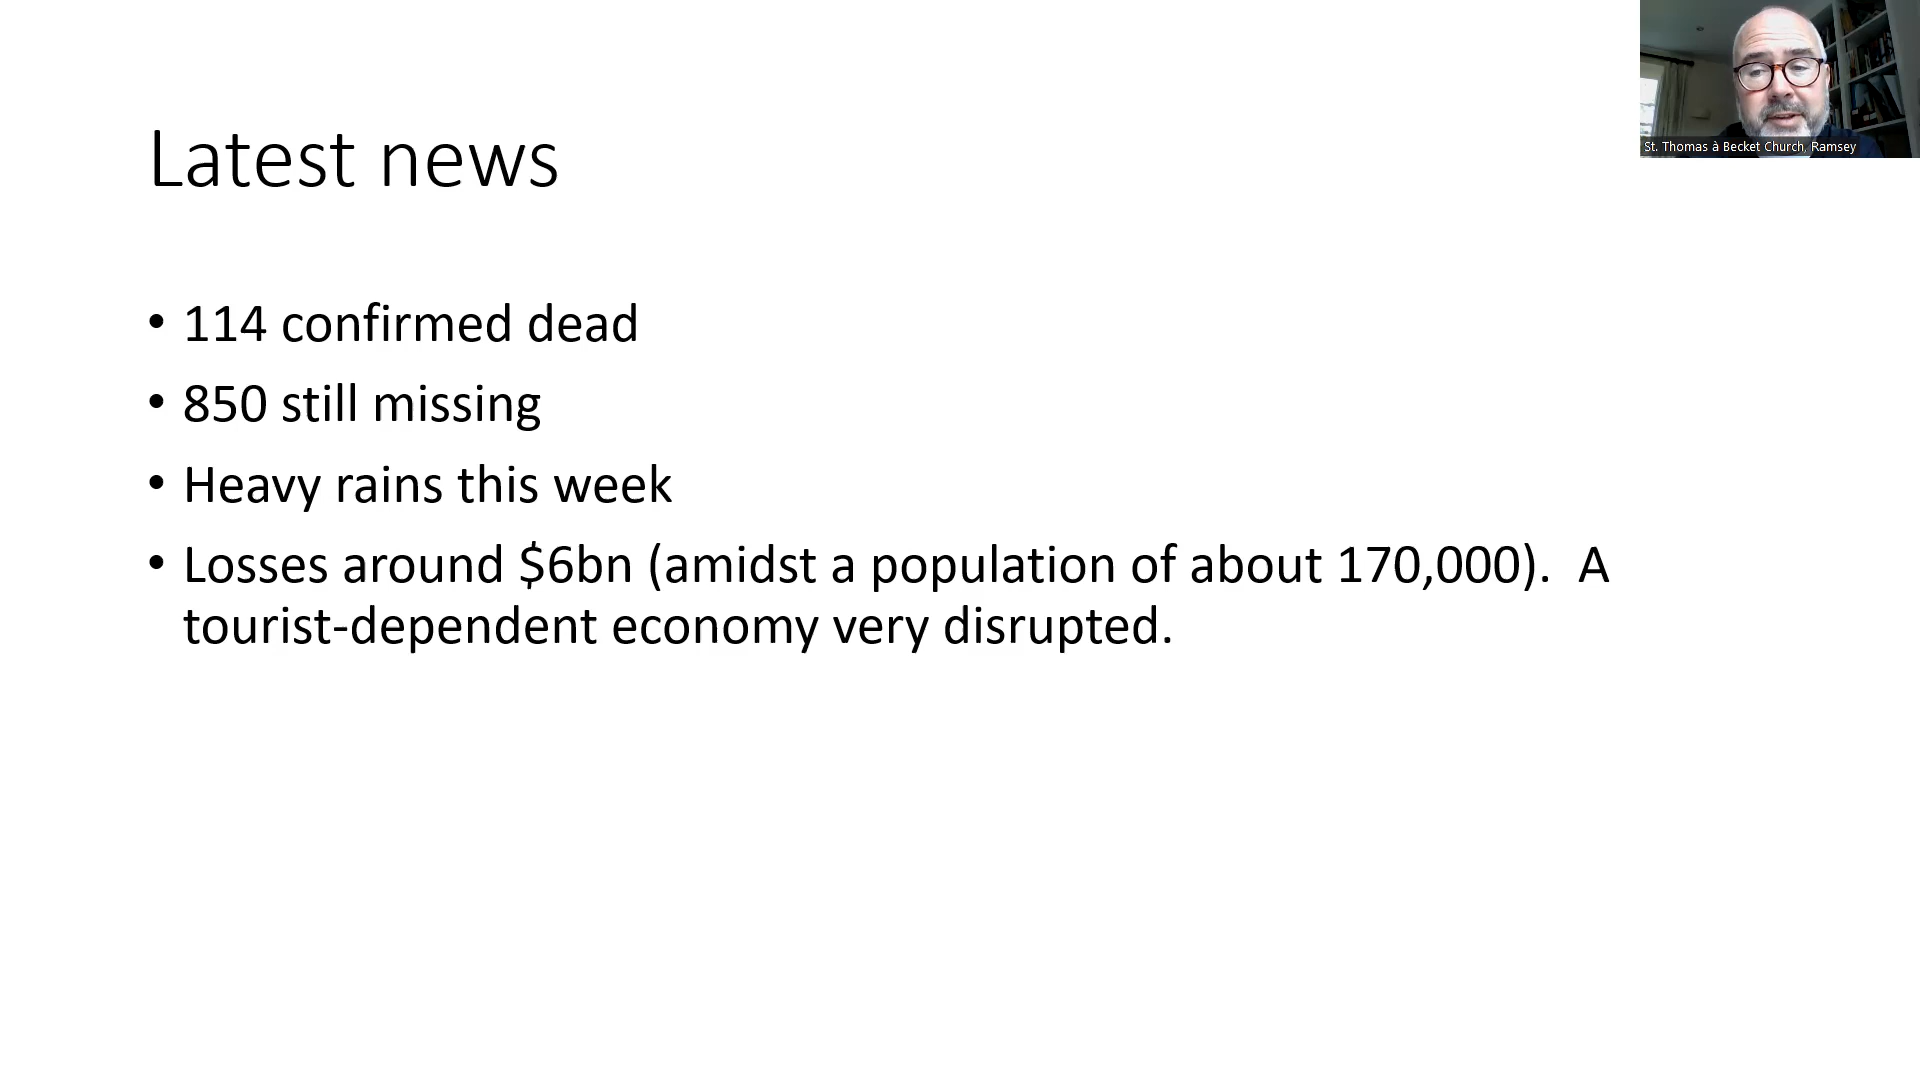 St. Thomas à Becket Church, Ramsey
Latest news
• 114 confirmed dead
• 850 still missing
• Heavy rains this week
• Losses around $6bn (amidst a population of about 170,000).  A
tourist-dependent economy very disrupted.